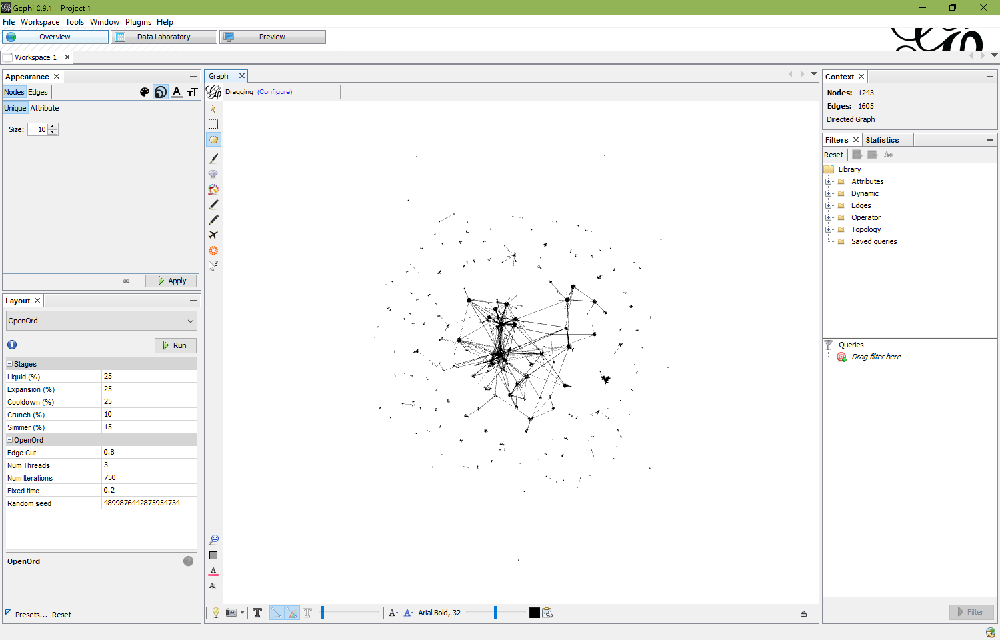 Gephi 0.9.1 - Project 1
File Workspace Tools Window Plugins Help
Overview Data Laboratory Preview
Workspace 1
Appearance
Nodes Edges
Unique Attribute
Size: 10
Apply
Layout
OpenOrd
Run
Stages
Liquid (%) 25
Expansion (%) 25
Cooldown (%) 25
Crunch (%) 10
Simmer (%) 15
OpenOrd
Edge Cut 0.8
Num Threads 3
Num Iterations 750
Fixed time 0.2
Random seed 4899876442875954734
OpenOrd
Presets... Reset
Graph
Dragging (Configure)
Arial Bold, 32
Context
Nodes: 1243
Edges: 1605
Directed Graph
Filters Statistics
Reset
Library
Attributes
Dynamic
Edges
Operator
Topology
Saved queries
Queries
Drag filter here
Filter